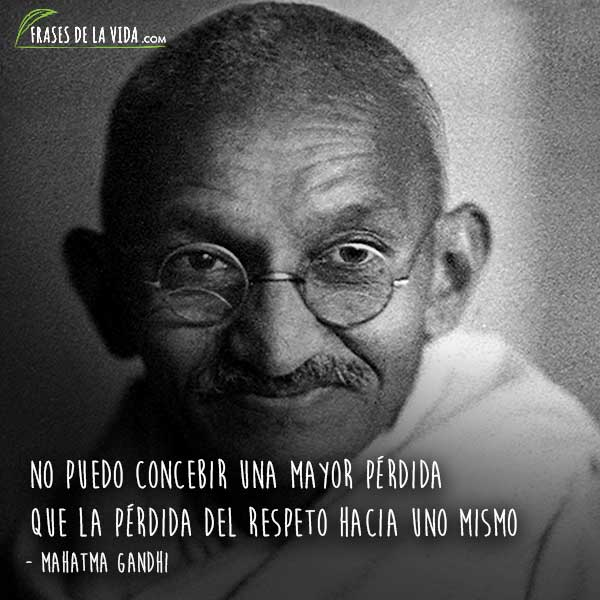 FRASES DE LA VIDA .COM
NO PUEDO CONCEBIR UNA MAYOR PÉRDIDA
QUE LA PÉRDIDA DEL RESPETO HACIA UNO MISMO
- MAHATMA GANDHI